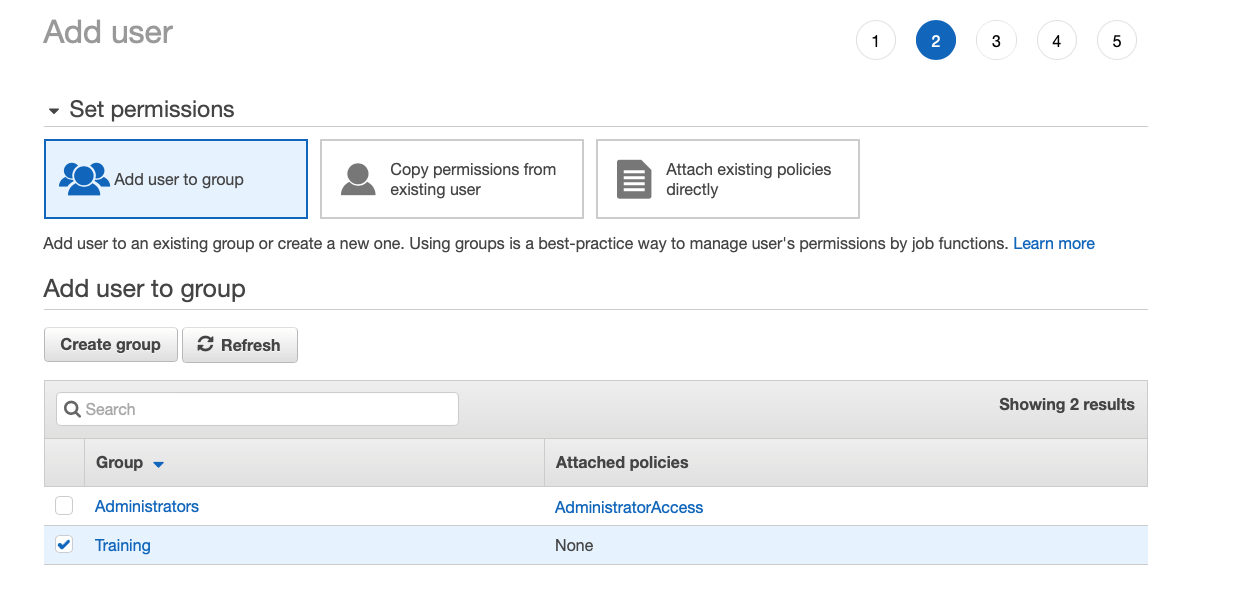 Add user
1 2 3 4 5
Set permissions
Add user to group
Copy permissions from
existing user
Attach existing policies
directly
Add user to an existing group or create a new one. Using groups is a best-practice way to manage user's permissions by job functions. Learn more
Add user to group
Create group Refresh
Search Showing 2 results
Group Attached policies
Administrators AdministratorAccess
Training None